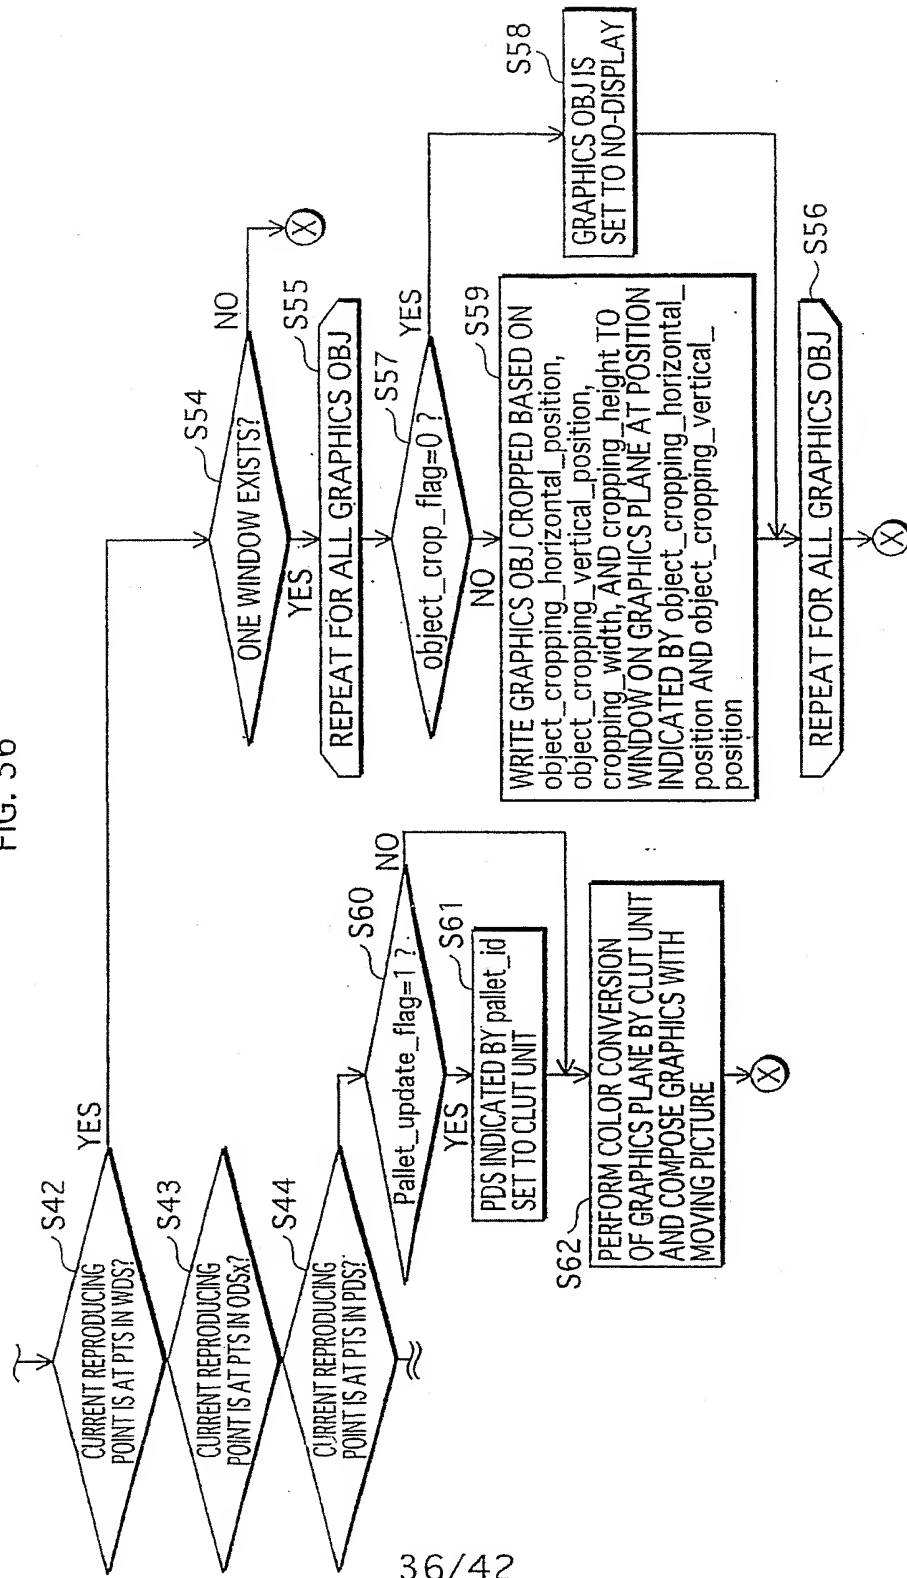 FIG. 36
CURRENT REPRODUCING
POINT IS AT PTS IN WDS?
S42
YES
CURRENT REPRODUCING
POINT IS AT PTS IN ODSx?
S43
CURRENT REPRODUCING
POINT IS AT PTS IN PDS?
S44
ONE WINDOW EXISTS?
S54
NO
X
YES
S55
REPEAT FOR ALL GRAPHICS OBJ
object_crop_flag=0 ?
S57
YES
NO
S58
GRAPHICS OBJ IS
SET TO NO-DISPLAY
S59
WRITE GRAPHICS OBJ CROPPED BASED ON
object_cropping_horizontal_position,
object_cropping_vertical_position,
cropping_width, AND cropping_height TO
WINDOW ON GRAPHICS PLANE AT POSITION
INDICATED BY object_cropping_horizontal_
position AND object_cropping_vertical_
position
S56
REPEAT FOR ALL GRAPHICS OBJ
X
Pallet_update_flag=1 ?
S60
NO
YES
S61
PDS INDICATED BY pallet_id
SET TO CLUT UNIT
S62
PERFORM COLOR CONVERSION
OF GRAPHICS PLANE BY CLUT UNIT
AND COMPOSE GRAPHICS WITH
MOVING PICTURE
X
36/42